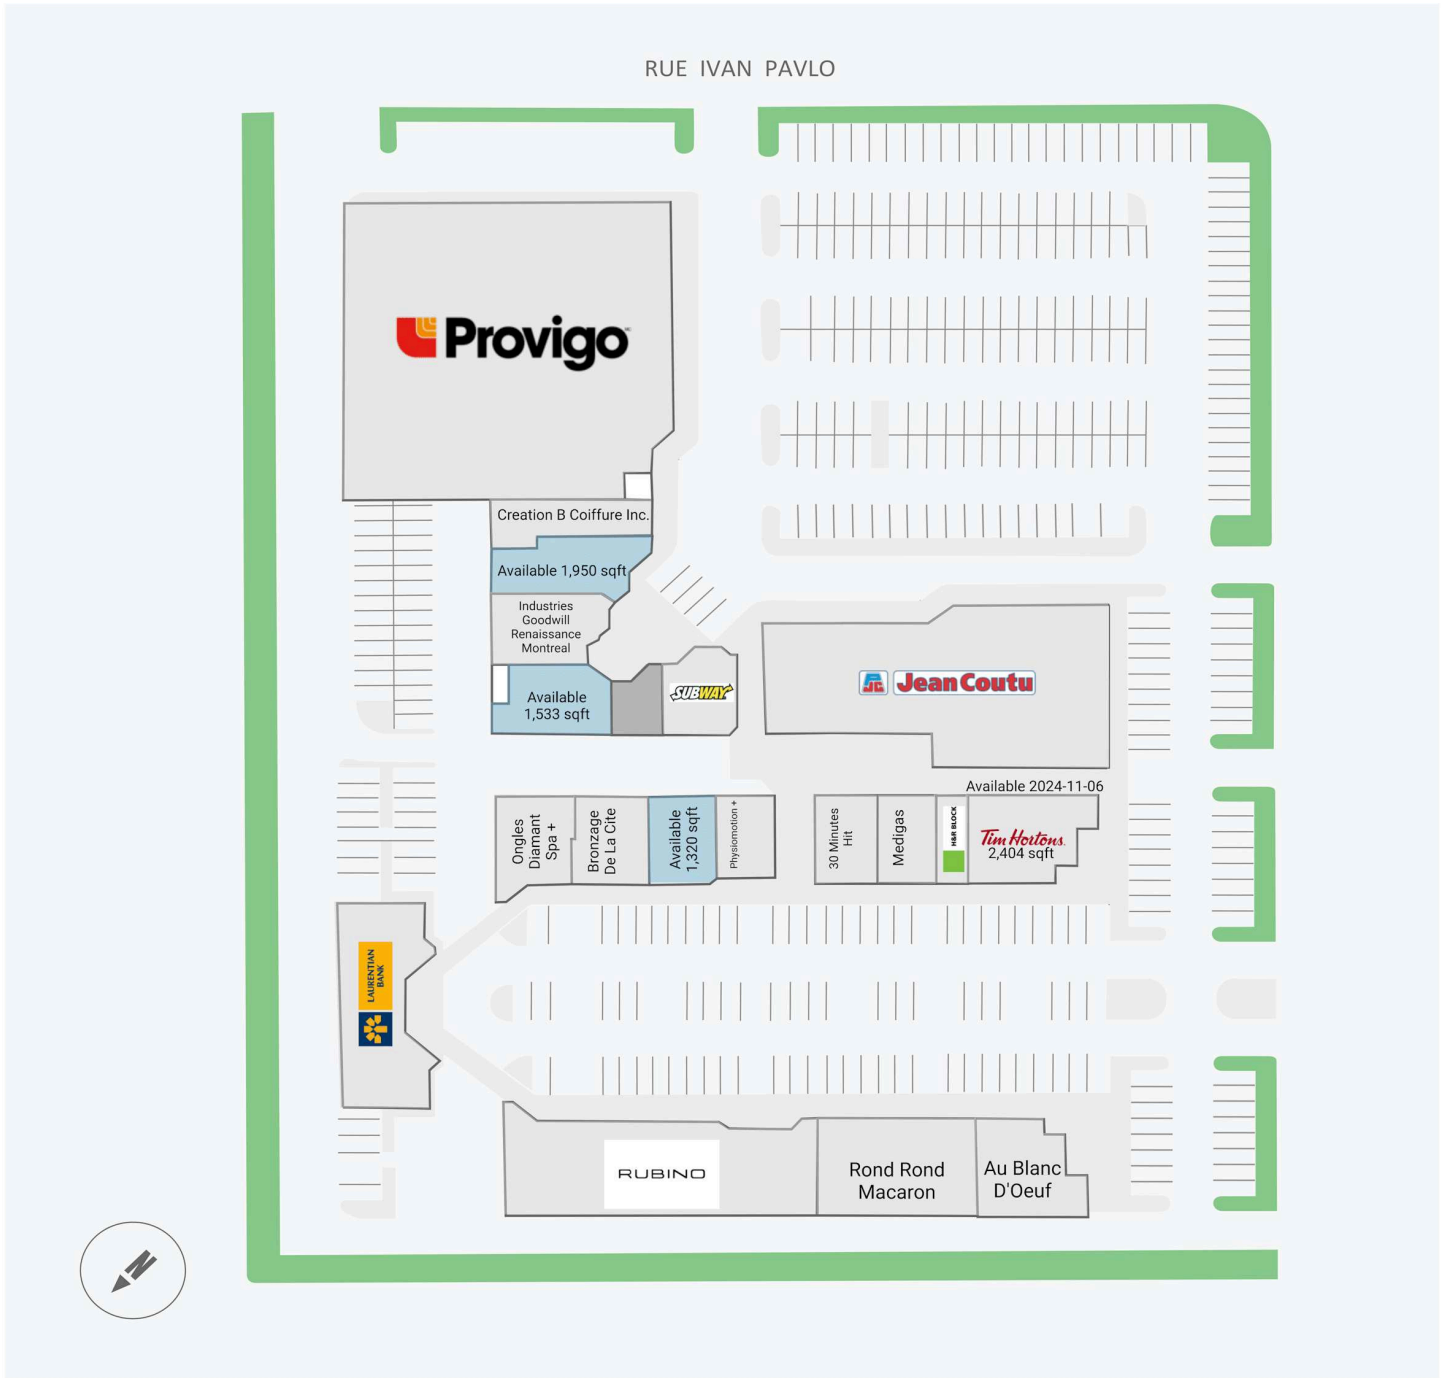 RUE IVAN PAVLO
Provigo
Creation B Coiffure Inc.
Available 1,950 sqft
Industries
Goodwill
Renaissance
Montreal
Available
1,533 sqft
SUBWAY
PJC
Jean Coutu
Available 2024-11-06
Ongles
Diamant
Spa +
Bronzage
De La Cite
Available
1,320 sqft
Physiomotion +
30 Minutes
Hit
Medigas
H&R BLOCK
Tim Hortons.
2,404 sqft
LAURENTIAN
BANK
RUBINO
Rond Rond
Macaron
Au Blanc
D'Oeuf
N